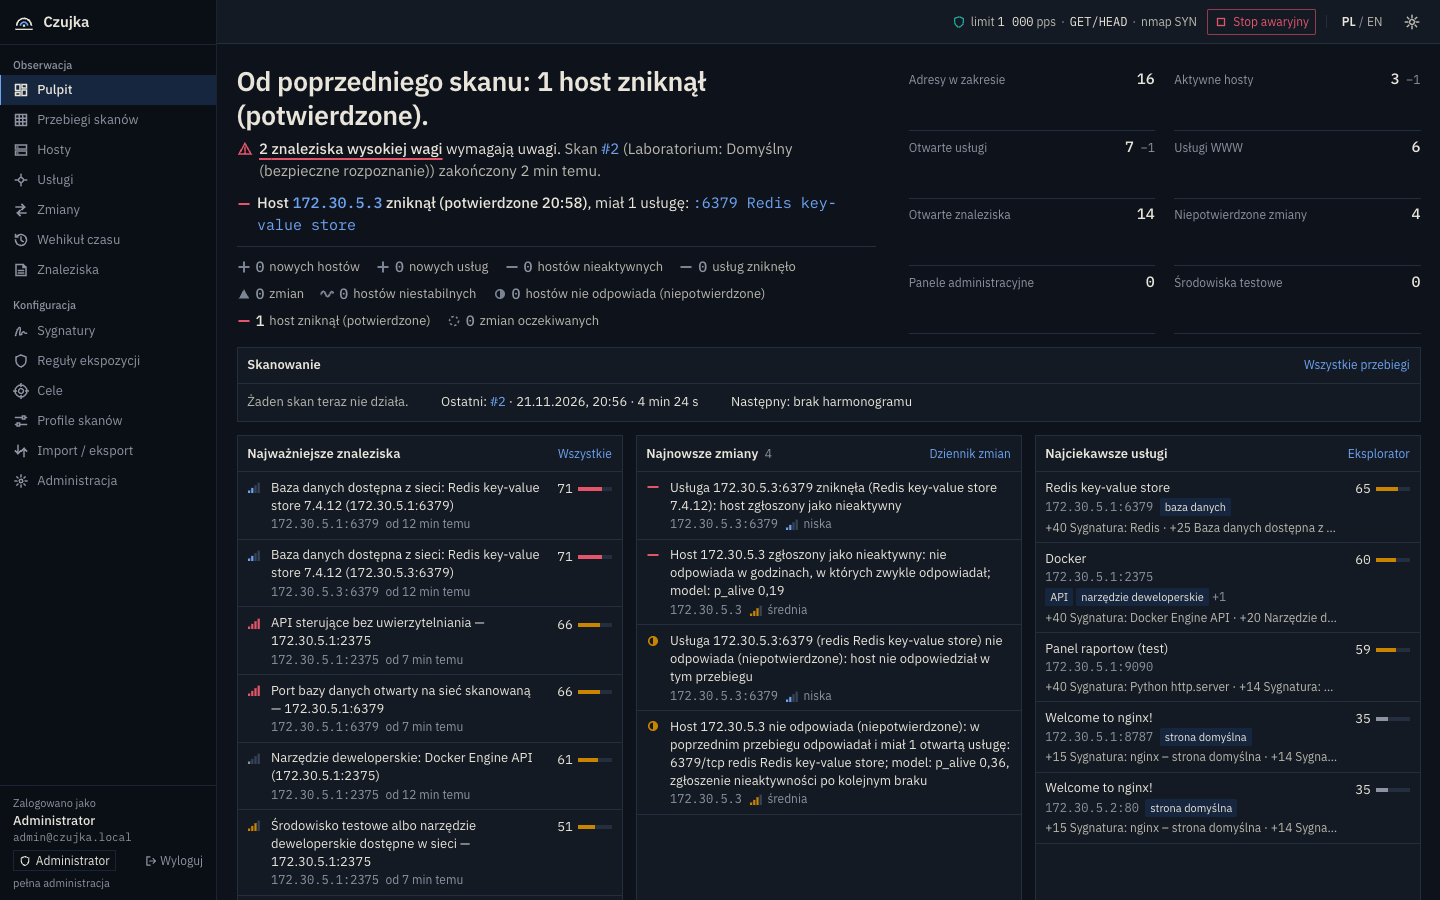 Czujka
limit 1 000 pps · GET/HEAD · nmap SYN
Stop awaryjny
PL / EN
Obserwacja
Pulpit
Przebiegi skanów
Hosty
Usługi
Zmiany
Wehikuł czasu
Znaleziska
Konfiguracja
Sygnatury
Reguły ekspozycji
Cele
Profile skanów
Import / eksport
Administracja
Zalogowano jako
Administrator
admin@czujka.local
Administrator
Wyloguj
pełna administracja
Od poprzedniego skanu: 1 host zniknął
(potwierdzone).
2 znaleziska wysokiej wagi wymagają uwagi. Skan #2 (Laboratorium: Domyślny
(bezpieczne rozpoznanie)) zakończony 2 min temu.
Host 172.30.5.3 zniknął (potwierdzone 20:58), miał 1 usługę: :6379 Redis key-
value store
0 nowych hostów
0 nowych usług
0 hostów nieaktywnych
0 usług zniknęło
0 zmian
0 hostów niestabilnych
0 hostów nie odpowiada (niepotwierdzone)
1 host zniknął (potwierdzone)
0 zmian oczekiwanych
Adresy w zakresie 16
Aktywne hosty 3 −1
Otwarte usługi 7 −1
Usługi WWW 6
Otwarte znaleziska 14
Niepotwierdzone zmiany 4
Panele administracyjne 0
Środowiska testowe 0
Skanowanie
Wszystkie przebiegi
Żaden skan teraz nie działa.
Ostatni: #2 · 21.11.2026, 20:56 · 4 min 24 s
Następny: brak harmonogramu
Najważniejsze znaleziska
Wszystkie
Baza danych dostępna z sieci: Redis key-value
store 7.4.12 (172.30.5.1:6379)
71
172.30.5.1:6379 od 12 min temu
Baza danych dostępna z sieci: Redis key-value
store 7.4.12 (172.30.5.3:6379)
71
172.30.5.3:6379 od 12 min temu
API sterujące bez uwierzytelniania —
172.30.5.1:2375
66
172.30.5.1:2375 od 7 min temu
Port bazy danych otwarty na sieć skanowaną
— 172.30.5.1:6379
66
172.30.5.1:6379 od 7 min temu
Narzędzie deweloperskie: Docker Engine API
(172.30.5.1:2375)
61
172.30.5.1:2375 od 12 min temu
Środowisko testowe albo narzędzie
deweloperskie dostępne w sieci —
172.30.5.1:2375
51
172.30.5.1:2375 od 7 min temu
Najnowsze zmiany 4
Dziennik zmian
Usługa 172.30.5.3:6379 zniknęła (Redis key-value store
7.4.12): host zgłoszony jako nieaktywny
172.30.5.3:6379 niska
Host 172.30.5.3 zgłoszony jako nieaktywny: nie
odpowiada w godzinach, w których zwykle odpowiadał;
model: p_alive 0,19
172.30.5.3 średnia
Usługa 172.30.5.3:6379 (redis Redis key-value store) nie
odpowiada (niepotwierdzone): host nie odpowiedział w
tym przebiegu
172.30.5.3:6379 niska
Host 172.30.5.3 nie odpowiada (niepotwierdzone): w
poprzednim przebiegu odpowiadał i miał 1 otwartą usługę:
6379/tcp redis Redis key-value store; model: p_alive 0,36,
zgłoszenie nieaktywności po kolejnym braku
172.30.5.3 średnia
Najciekawsze usługi
Eksplorator
Redis key-value store
65
172.30.5.1:6379 baza danych
+40 Sygnatura: Redis · +25 Baza danych dostępna z …
Docker
60
172.30.5.1:2375
API narzędzie deweloperskie +1
+40 Sygnatura: Docker Engine API · +20 Narzędzie d…
Panel raportow (test)
59
172.30.5.1:9090
+40 Sygnatura: Python http.server · +14 Sygnatura: …
Welcome to nginx!
35
172.30.5.1:8787 strona domyślna
+15 Sygnatura: nginx – strona domyślna · +14 Sygna…
Welcome to nginx!
35
172.30.5.2:80 strona domyślna
+15 Sygnatura: nginx – strona domyślna · +14 Sygna…